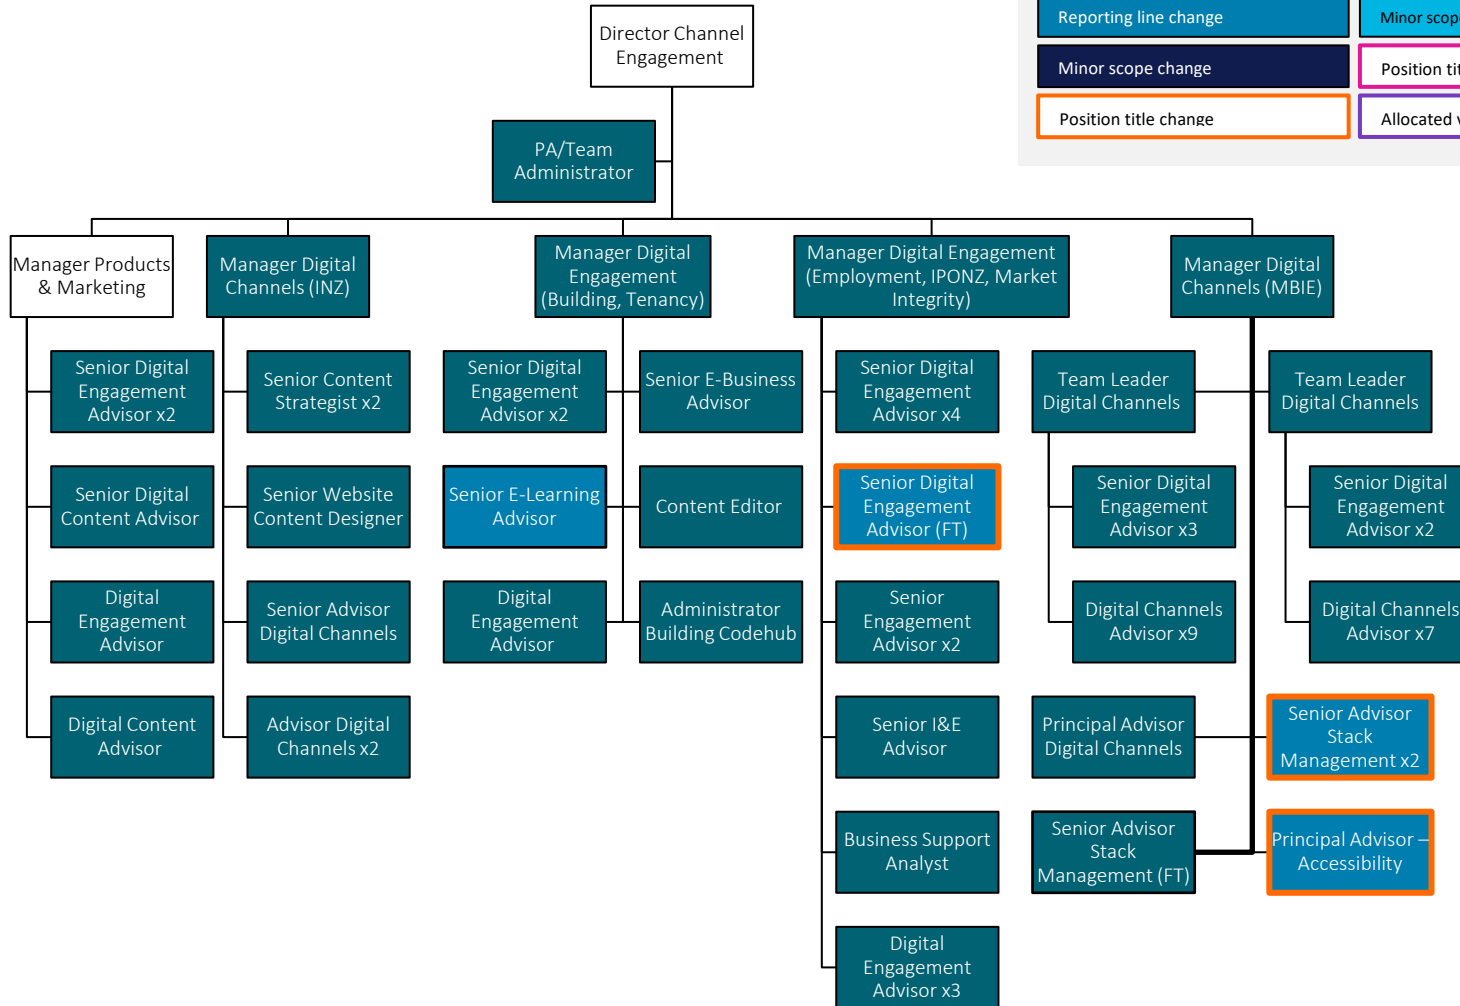 Reporting line change
Minor scope
Minor scope change
Position tit
Position title change
Allocated v
Director Channel
Engagement
PA/Team
Administrator
Manager Products
& Marketing
Manager Digital
Channels (INZ)
Manager Digital
Engagement
(Building, Tenancy)
Manager Digital Engagement
(Employment, IPONZ, Market
Integrity)
Manager Digital
Channels (MBIE)
Senior Digital
Engagement
Advisor x2
Senior Content
Strategist x2
Senior Digital
Engagement
Advisor x2
Senior E-Business
Advisor
Senior Digital
Engagement
Advisor x4
Team Leader
Digital Channels
Team Leader
Digital Channels
Senior Digital
Content Advisor
Senior Website
Content Designer
Senior E-Learning
Advisor
Content Editor
Senior Digital
Engagement
Advisor (FT)
Senior Digital
Engagement
Advisor x3
Senior Digital
Engagement
Advisor x2
Digital
Engagement
Advisor
Senior Advisor
Digital Channels
Digital
Engagement
Advisor
Administrator
Building Codehub
Senior
Engagement
Advisor x2
Digital Channels
Advisor x9
Digital Channels
Advisor x7
Digital Content
Advisor
Advisor Digital
Channels x2
Senior I&E
Advisor
Principal Advisor
Digital Channels
Senior Advisor
Stack
Management x2
Business Support
Analyst
Senior Advisor
Stack
Management (FT)
Principal Advisor –
Accessibility
Digital
Engagement
Advisor x3